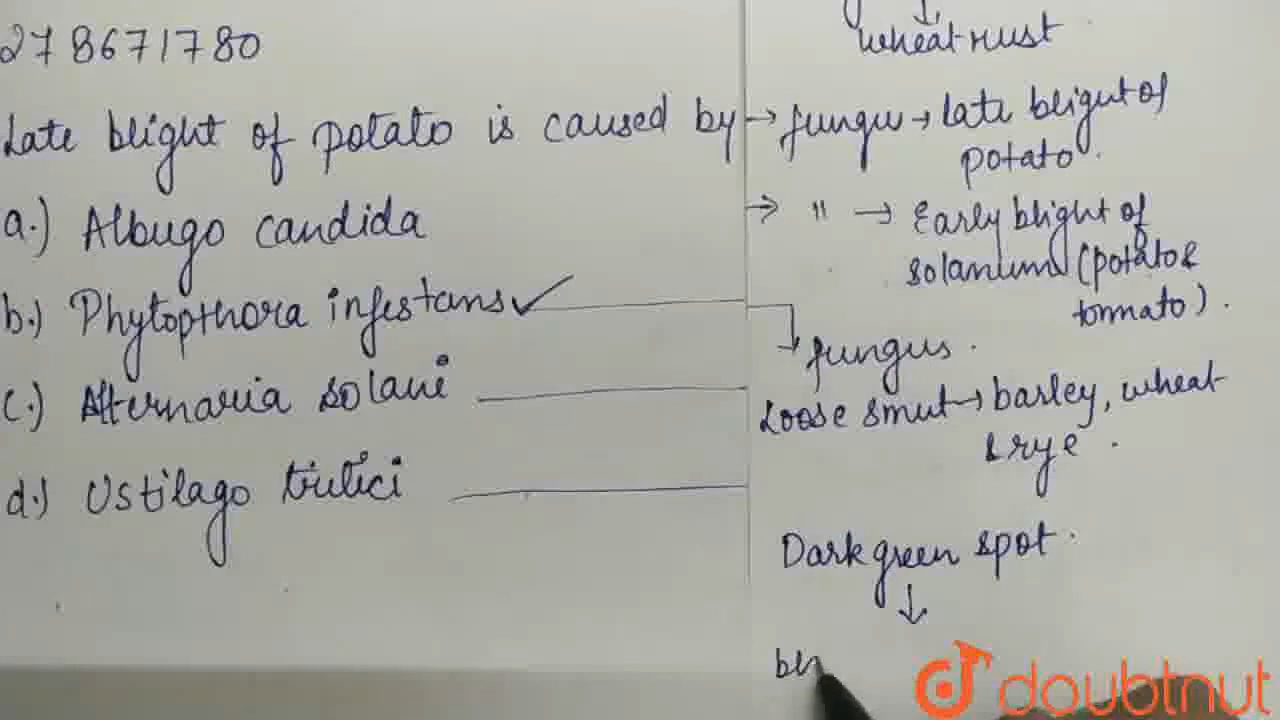 278671780
Late blight of potato is caused by
a.) Albugo candida
b.) Phytopthora infestans ✓
c.) Alternaria solani
d.) Ustilago tritici
↓
wheat rust
→ fungus → Late blight of
potato.
→ " → Early blight of
solanum (potato &
tomato).
→ fungus.
Loose smut → barley, wheat
& rye.
Dark green spot.
↓
doubtnut